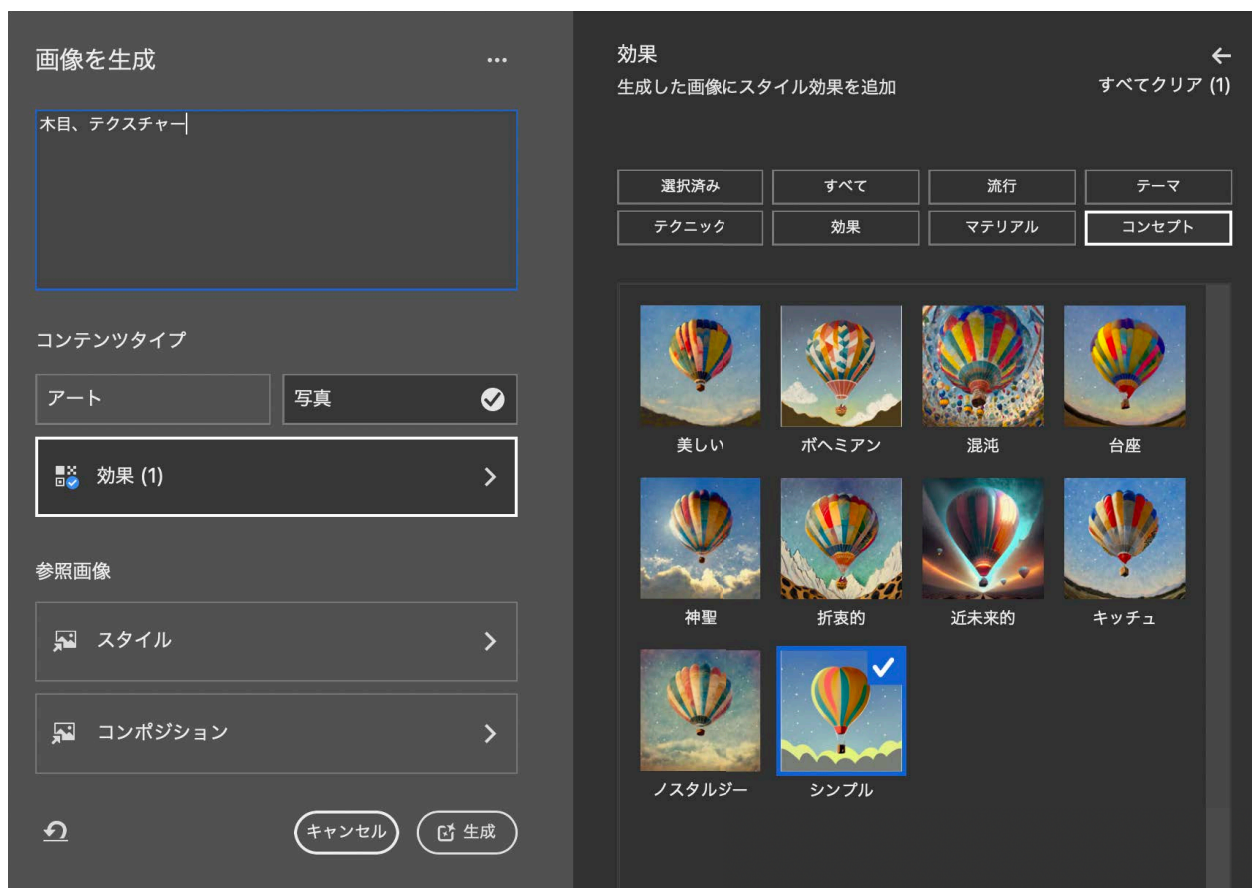 画像を生成
...
木目、テクスチャー
コンテンツタイプ
アート
写真
効果 (1)
参照画像
スタイル
コンポジション
キャンセル
生成
効果
生成した画像にスタイル効果を追加
すべてクリア (1)
選択済み すべて 流行 テーマ
テクニック 効果 マテリアル コンセプト
美しい ボヘミアン 混沌 台座
神聖 折衷的 近未来的 キッチュ
ノスタルジー シンプル